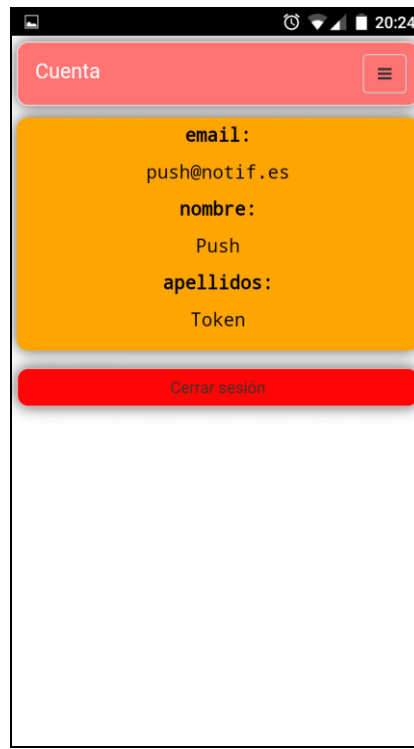 20:24
Cuenta
email:
push@notif.es
nombre:
Push
apellidos:
Token
Cerrar sesión